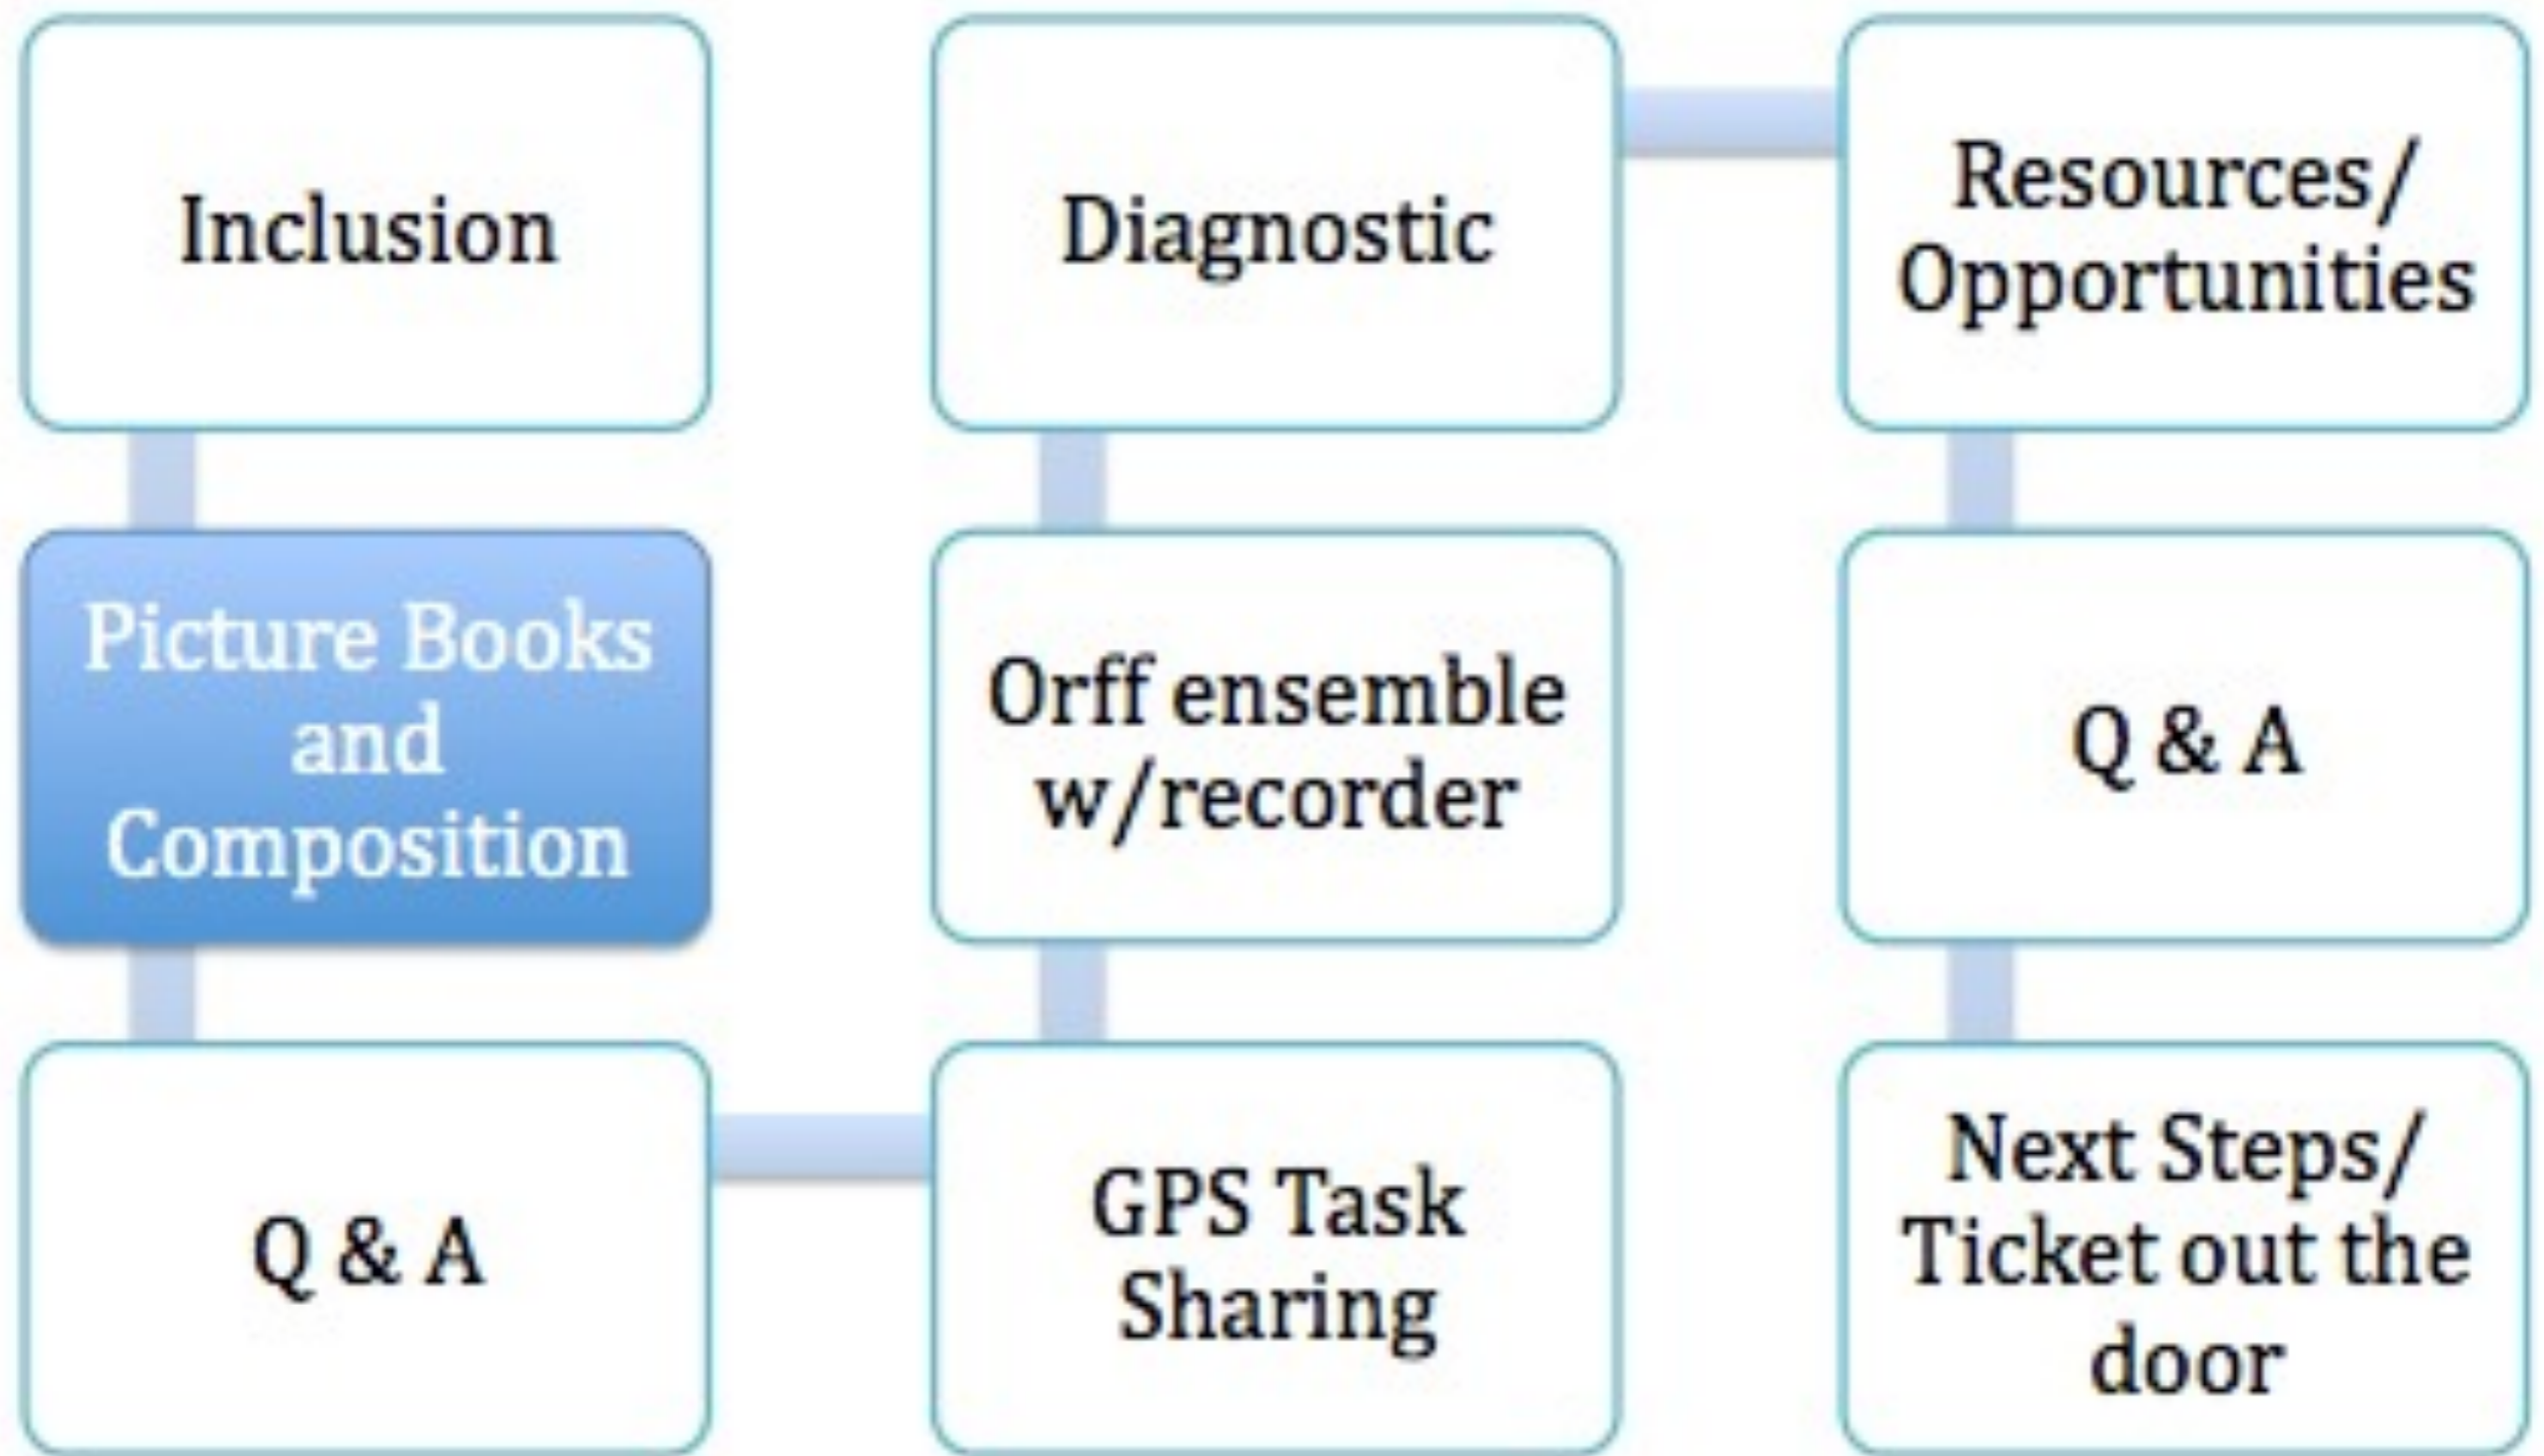 Inclusion
Picture Books
and
Composition
Q & A
GPS Task
Sharing
Orff ensemble
w/recorder
Diagnostic
Resources/
Opportunities
Q & A
Next Steps/
Ticket out the
door